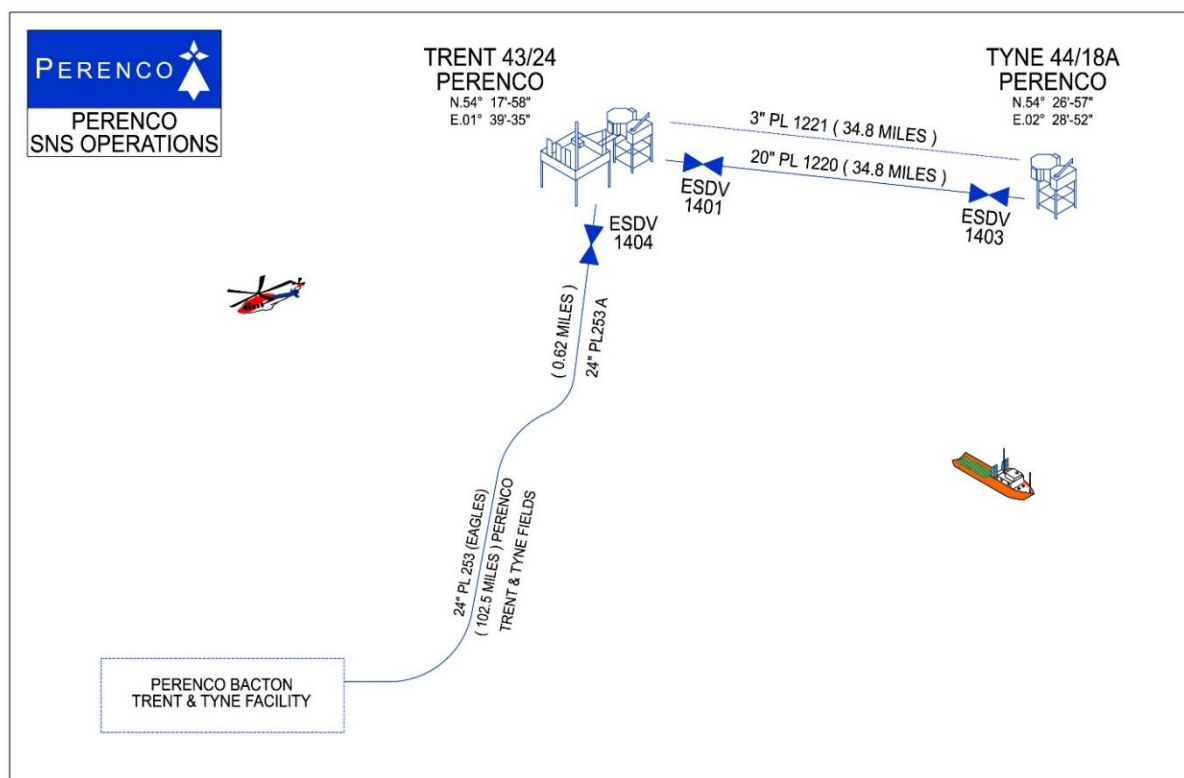 PERENCO
PERENCO
SNS OPERATIONS
TRENT 43/24
PERENCO
N.54° 17'-58"
E.01° 39'-35"
TYNE 44/18A
PERENCO
N.54° 26'-57"
E.02° 28'-52"
3" PL 1221 ( 34.8 MILES )
20" PL 1220 ( 34.8 MILES )
ESDV
1401
ESDV
1403
ESDV
1404
( 0.62 MILES )
24" PL253 A
24" PL 253 (EAGLES)
( 102.5 MILES ) PERENCO
TRENT & TYNE FIELDS
PERENCO BACTON
TRENT & TYNE FACILITY